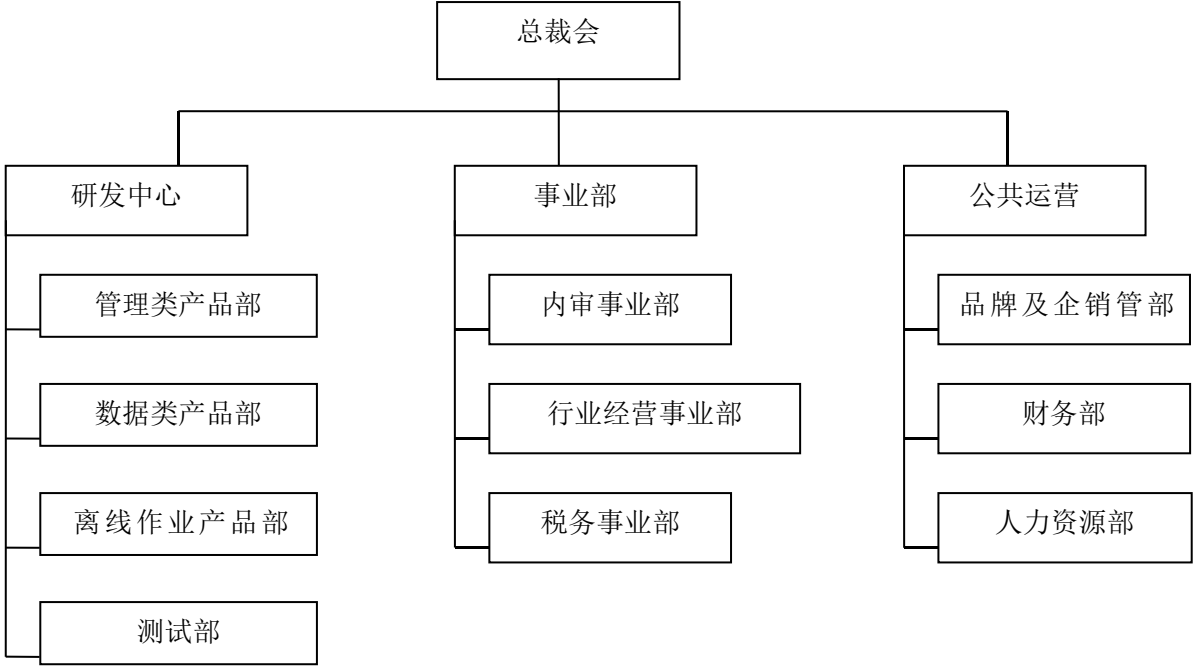 总裁会
研发中心
事业部
公共运营
管理类产品部
内审事业部
品牌及企销管部
数据类产品部
行业经营事业部
财务部
离线作业产品部
税务事业部
人力资源部
测试部